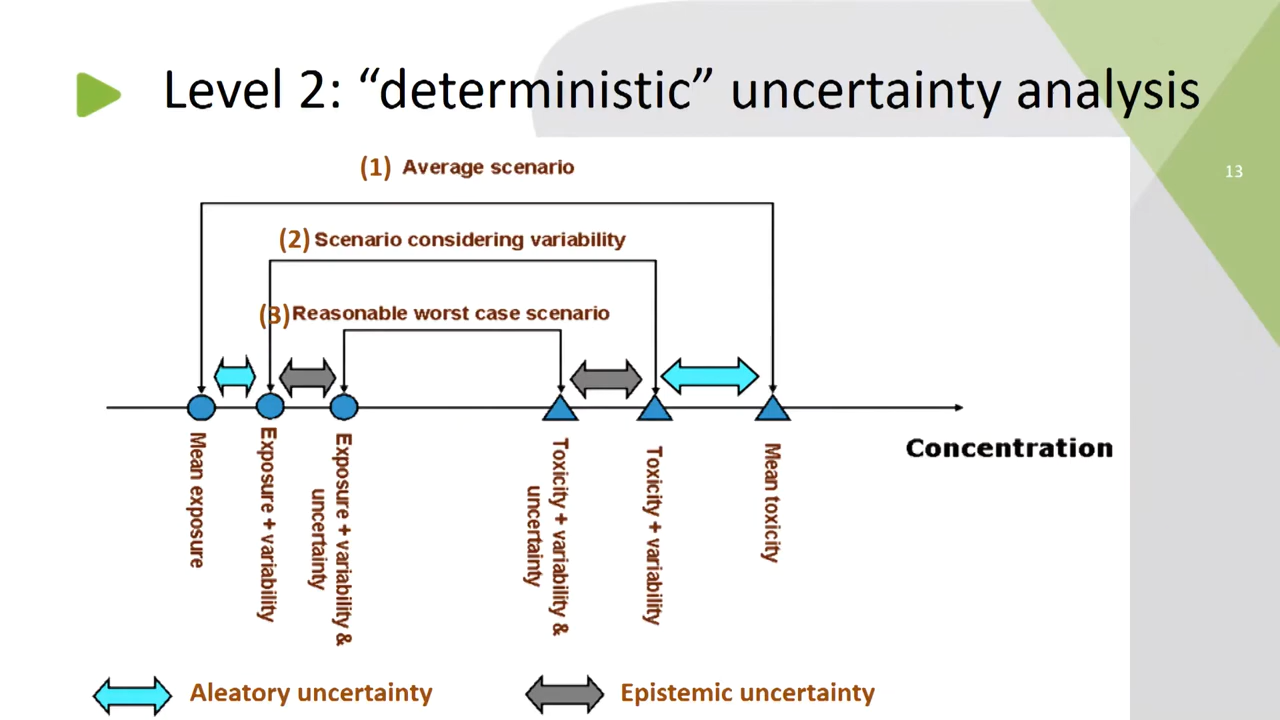 Level 2: “deterministic” uncertainty analysis
13
(1) Average scenario
(2) Scenario considering variability
(3) Reasonable worst case scenario
Concentration
Mean exposure
Exposure + variability
Exposure + variability &
uncertainty
Toxicity + variability &
uncertainty
Toxicity + variability
Mean toxicity
Aleatory uncertainty
Epistemic uncertainty